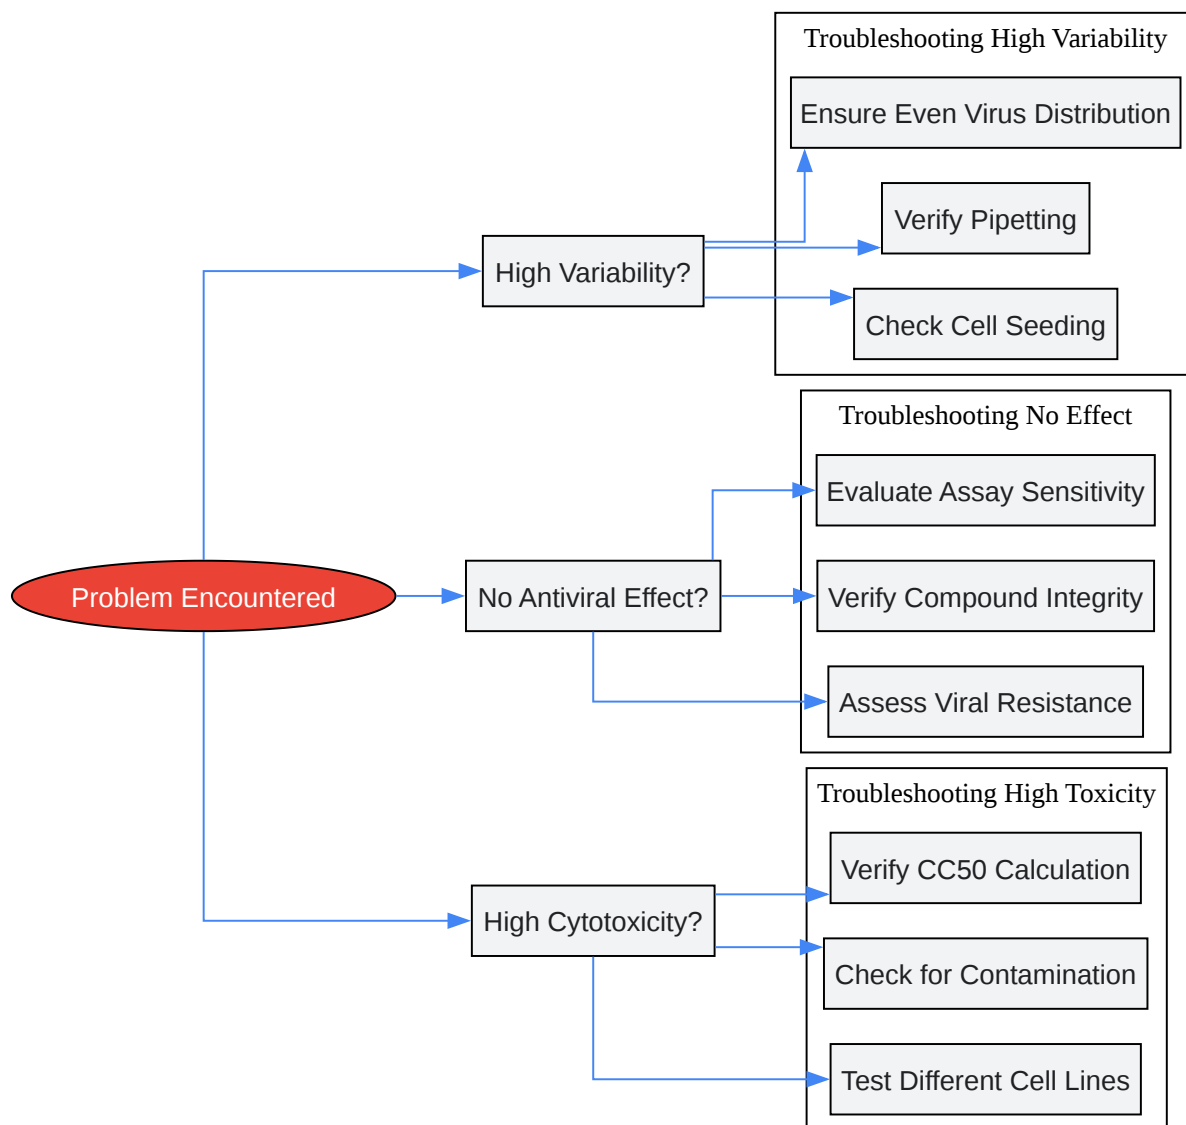 Troubleshooting High Variability
Ensure Even Virus Distribution
Verify Pipetting
High Variability?
Check Cell Seeding
Troubleshooting No Effect
Evaluate Assay Sensitivity
Problem Encountered
No Antiviral Effect?
Verify Compound Integrity
Assess Viral Resistance
Troubleshooting High Toxicity
Verify CC50 Calculation
High Cytotoxicity?
Check for Contamination
Test Different Cell Lines